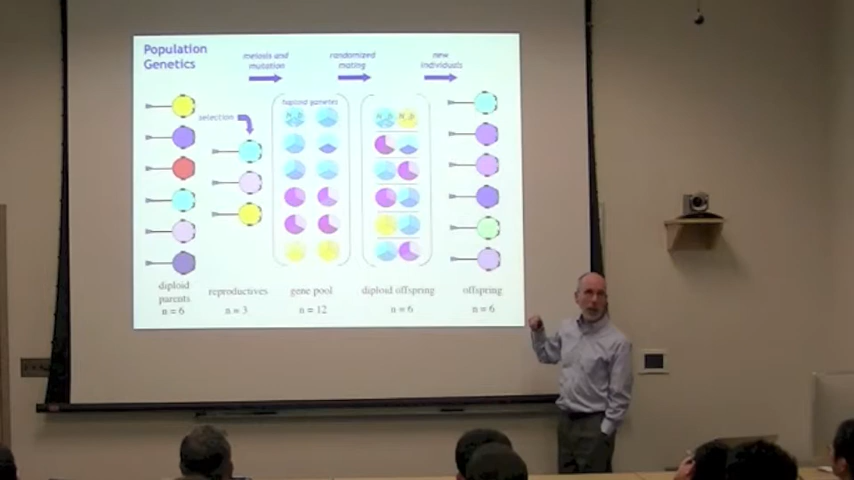 Population
Genetics
meiosis and
mutation
randomized
mating
new
individuals
selection
haploid gametes
diploid
parents
n = 6
reproductives
n = 3
gene pool
n = 12
diploid offspring
n = 6
offspring
n = 6